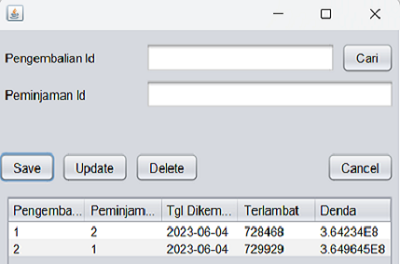 Pengembalian Id
Cari
Peminjaman Id
Save Update Delete Cancel
Pengemba... Peminjam... Tgl Dikem... Terlambat Denda
1 2 2023-06-04 728468 3.64234E8
2 1 2023-06-04 729929 3.649645E8